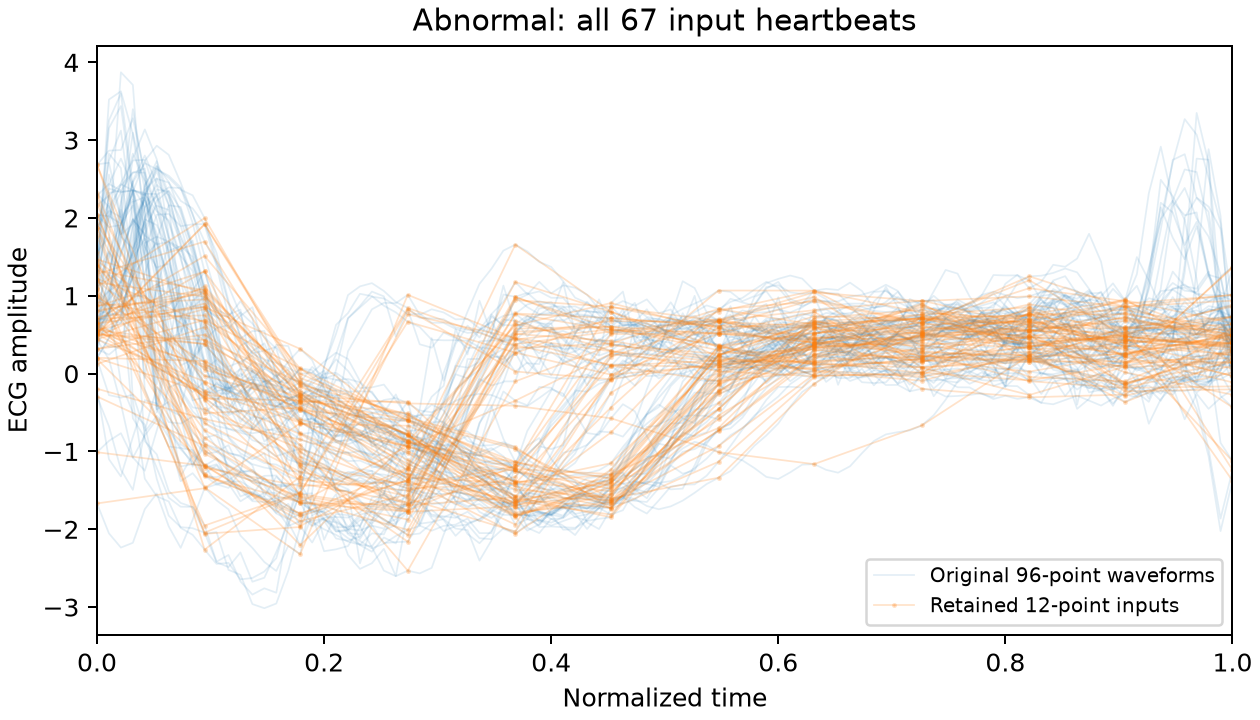 Abnormal: all 67 input heartbeats
ECG amplitude
4
3
2
1
0
−1
−2
−3
Original 96-point waveforms
Retained 12-point inputs
0.0 0.2 0.4 0.6 0.8 1.0
Normalized time